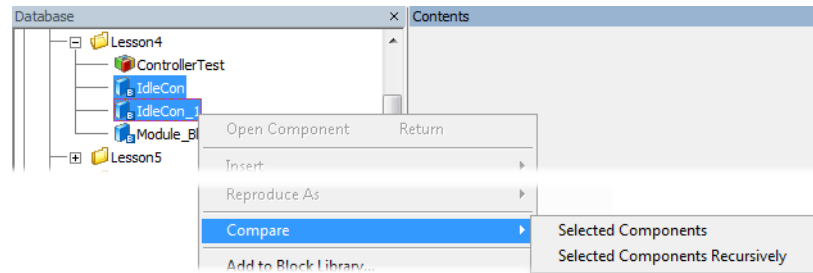 Database × Contents
Lesson4
ControllerTest
IdleCon
IdleCon_1
Module_Bl
Lesson5
Open Component Return
Insert
Reproduce As
Compare
Add to Block Library...
Selected Components
Selected Components Recursively